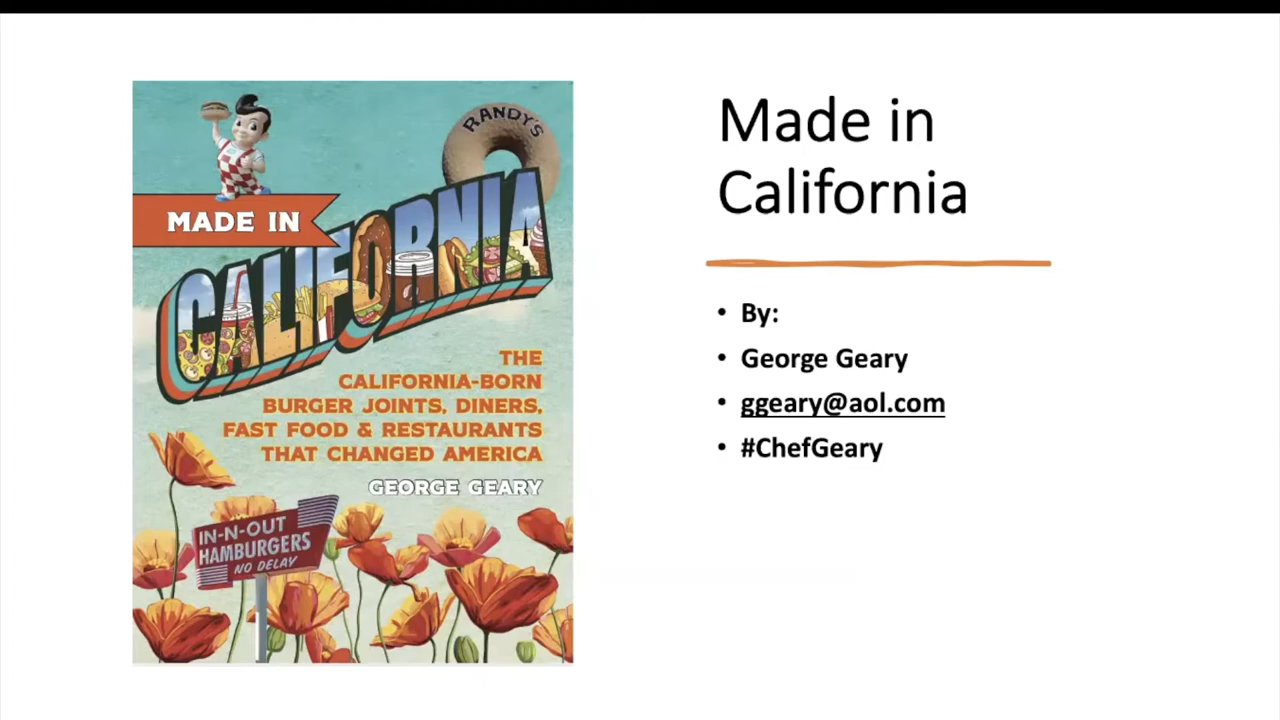 RANDY'S
MADE IN
CALIFORNIA
THE
CALIFORNIA-BORN
BURGER JOINTS, DINERS,
FAST FOOD & RESTAURANTS
THAT CHANGED AMERICA
GEORGE GEARY
IN-N-OUT
HAMBURGERS
NO DELAY
Made in
California
• By:
• George Geary
• ggeary@aol.com
• #ChefGeary